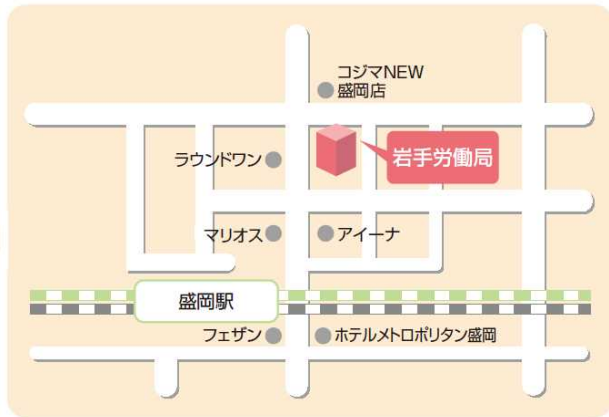 コジマNEW
盛岡店
ラウンドワン
岩手労働局
マリオス
アイーナ
盛岡駅
フェザン
ホテルメトロポリタン盛岡